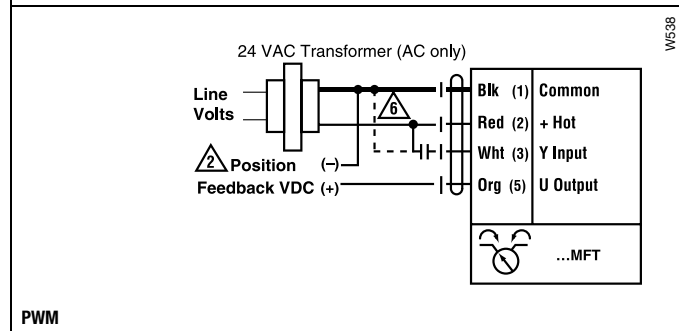 W538
24 VAC Transformer (AC only)
Line
Volts
6
Blk (1) Common
Red (2) + Hot
Wht (3) Y Input
Org (5) U Output
2 Position (–)
Feedback VDC (+)
...MFT
PWM